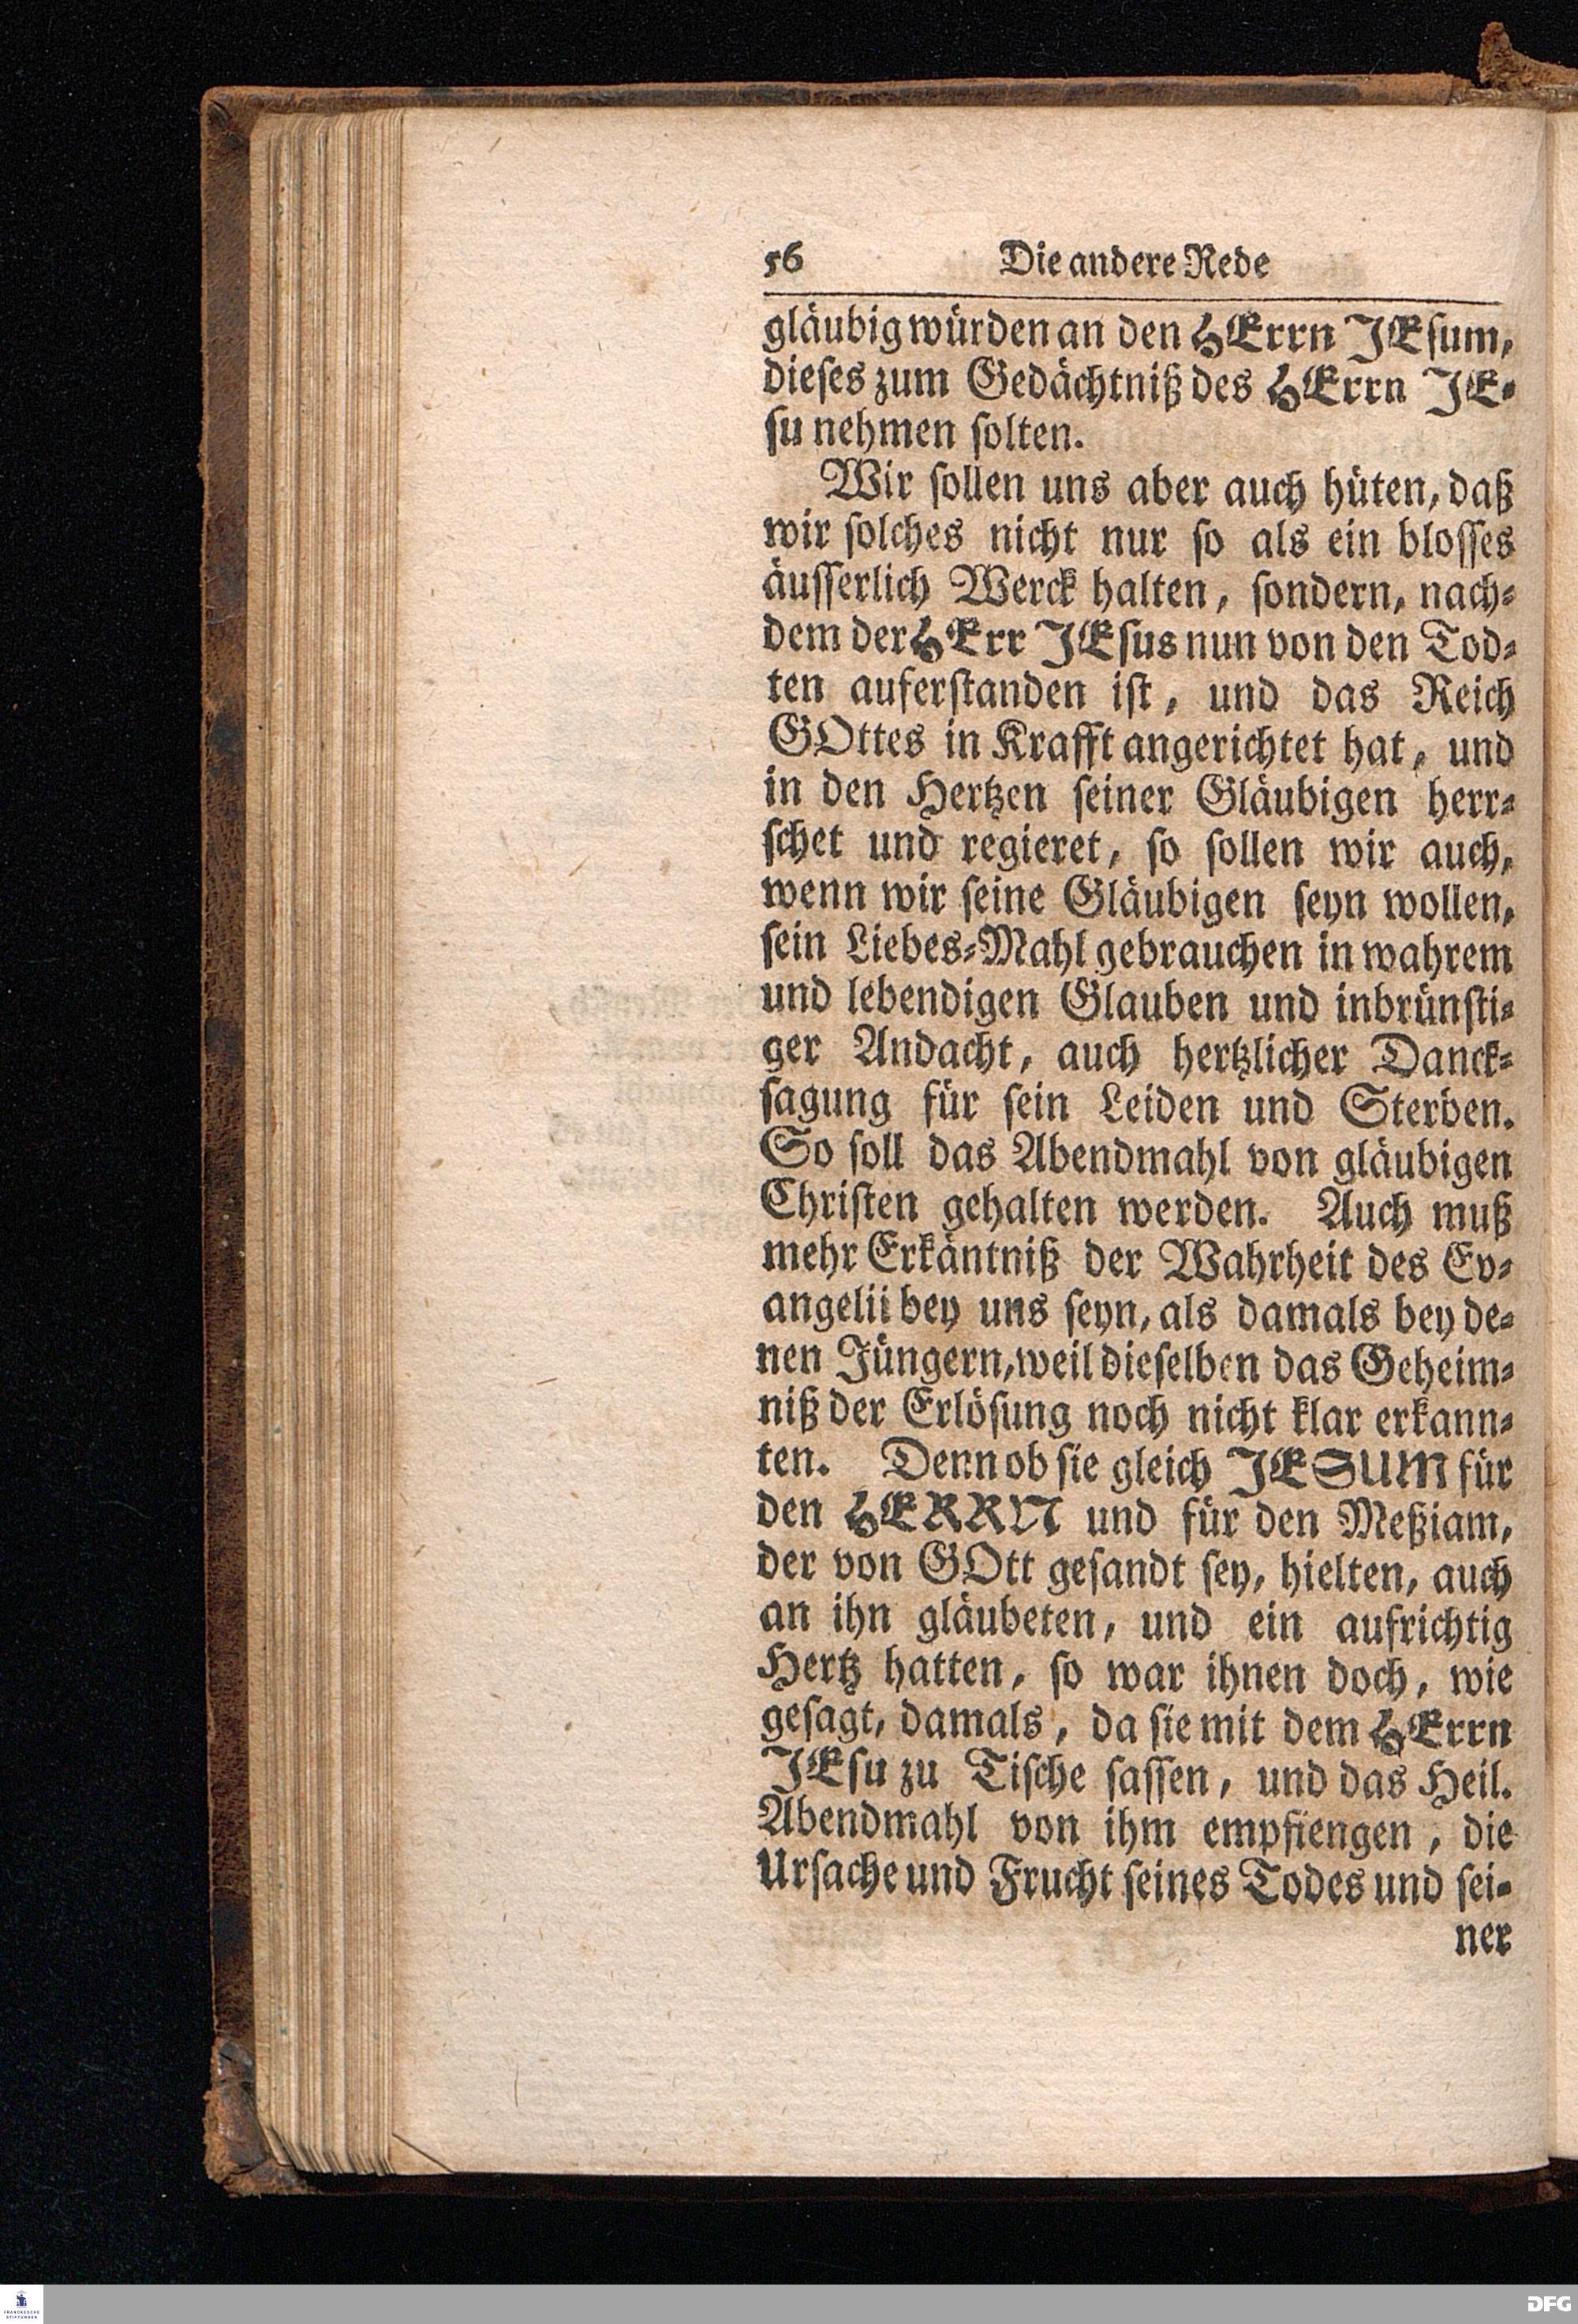 56 Die andere Rede
gläubig würden an den HErrn JEsum,
dieses zum Gedächtniß des HErrn JE-
su nehmen solten.
Wir sollen uns aber auch hüten, daß
wir solches nicht nur so als ein blosses
äusserlich Werck halten, sondern, nach-
dem der HErr JEsus nun von den Tod-
ten auferstanden ist, und das Reich
GOttes in Krafft angerichtet hat, und
in den Hertzen seiner Gläubigen herr-
schet und regieret, so sollen wir auch,
wenn wir seine Gläubigen seyn wollen,
sein Liebes-Mahl gebrauchen in wahrem
und lebendigen Glauben und inbrünsti-
ger Andacht, auch hertzlicher Danck-
sagung für sein Leiden und Sterben.
So soll das Abendmahl von gläubigen
Christen gehalten werden. Auch muß
mehr Erkäntniß der Wahrheit des Ev-
angelii bey uns seyn, als damals bey de-
nen Jüngern, weil dieselben das Geheim-
niß der Erlösung noch nicht klar erkann-
ten. Denn ob sie gleich JESUM für
den HERRN und für den Meßiam,
der von GOtt gesandt sey, hielten, auch
an ihn gläubeten, und ein aufrichtig
Hertz hatten, so war ihnen doch, wie
gesagt, damals, da sie mit dem HErrn
JEsu zu Tische sassen, und das Heil.
Abendmahl von ihm empfiengen, die
Ursache und Frucht seines Todes und sei-
ner
FRANCKESCHE
STIFTUNGEN
DFG